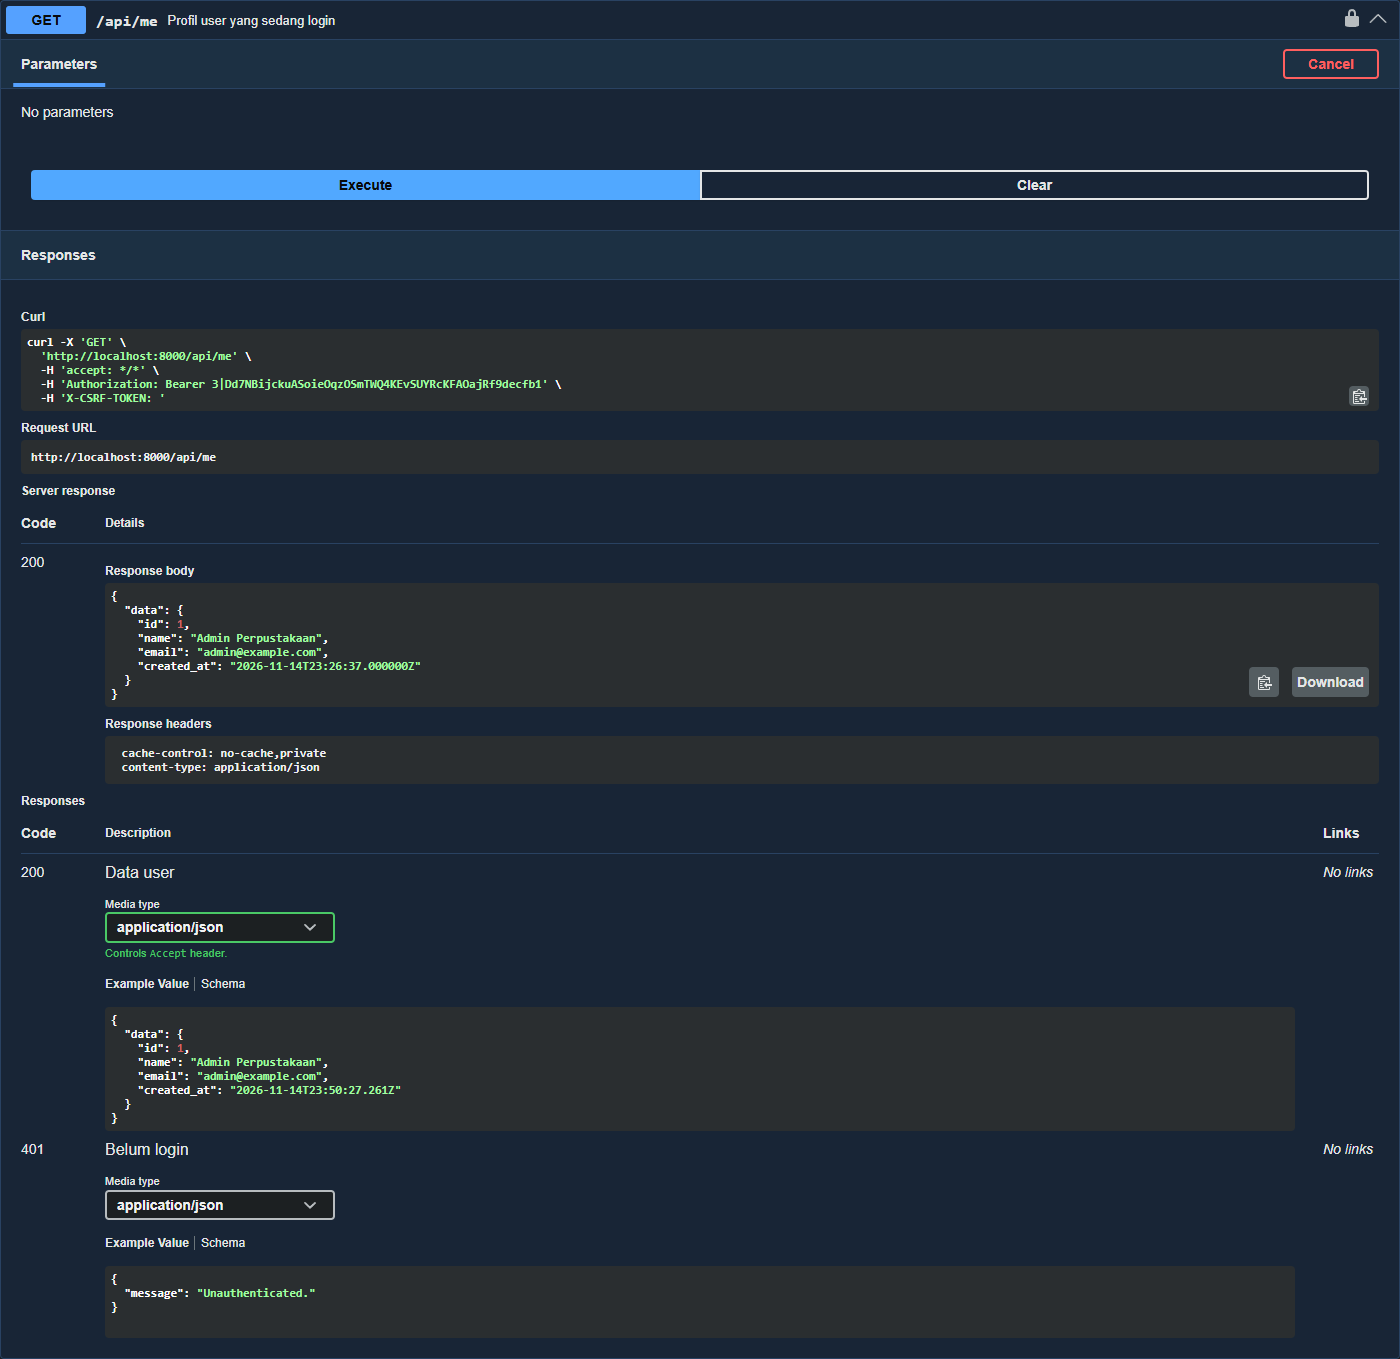 GET /api/me Profil user yang sedang login
Parameters
Cancel
No parameters
Execute
Clear
Responses
Curl
curl -X 'GET' \
'http://localhost:8000/api/me' \
-H 'accept: */*' \
-H 'Authorization: Bearer 3|Dd7NBijckuASoieOqzOSmTWQ4KEvSUYRcKFAOajRf9decfb1' \
-H 'X-CSRF-TOKEN: '
Request URL
http://localhost:8000/api/me
Server response
Code Details
200
Response body
{
"data": {
"id": 1,
"name": "Admin Perpustakaan",
"email": "admin@example.com",
"created_at": "2026-11-14T23:26:37.000000Z"
}
}
Download
Response headers
cache-control: no-cache,private
content-type: application/json
Responses
Code Description Links
200 Data user No links
Media type
application/json
Controls Accept header.
Example Value Schema
{
"data": {
"id": 1,
"name": "Admin Perpustakaan",
"email": "admin@example.com",
"created_at": "2026-11-14T23:50:27.261Z"
}
}
401 Belum login No links
Media type
application/json
Example Value Schema
{
"message": "Unauthenticated."
}